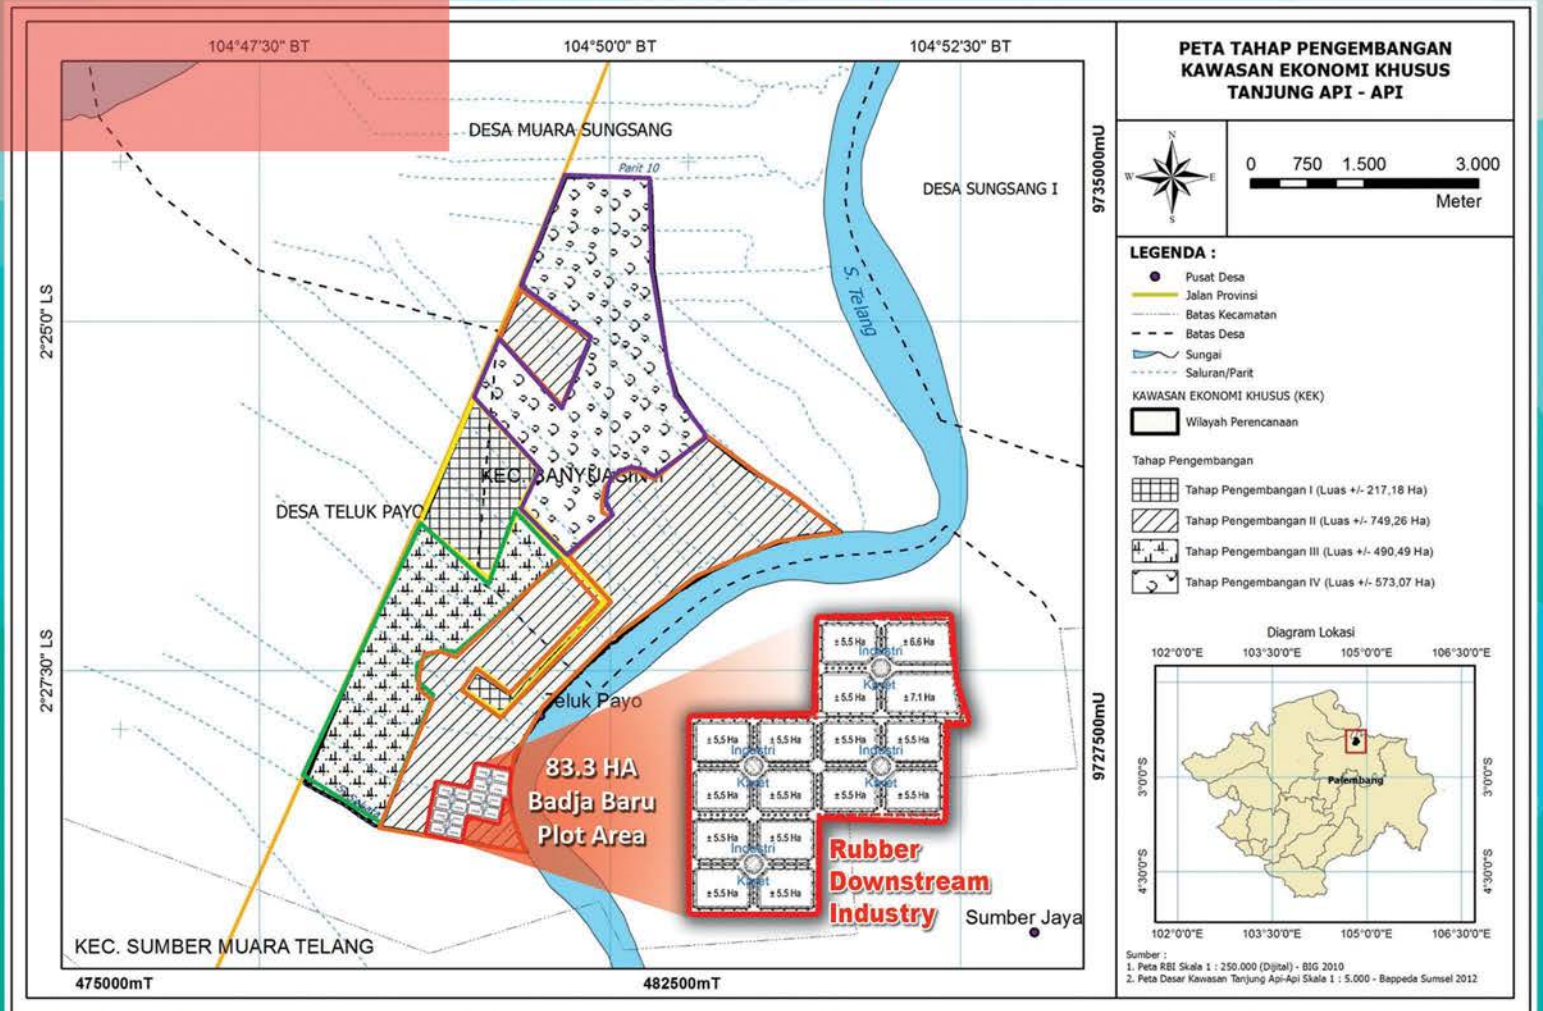 104°47'30" BT
104°50'0" BT
104°52'30" BT
2°25'0" LS
2°27'30" LS
9735000mU
9727500mU
475000mT
482500mT
DESA MUARA SUNGSANG
Parit 10
DESA SUNGSANG I
S. Telang
KEC. BANYUASIN II
DESA TELUK PAYO
Teluk Payo
83.3 HA
Badja Baru
Plot Area
± 5.5 Ha
± 6.6 Ha
Industri
Karet
± 5.5 Ha
± 7.1 Ha
± 5.5 Ha
± 5.5 Ha
± 5.5 Ha
± 5.5 Ha
Industri
Industri
Karet
Karet
± 5.5 Ha
± 5.5 Ha
± 5.5 Ha
± 5.5 Ha
± 5.5 Ha
± 5.5 Ha
Industri
Karet
± 5.5 Ha
± 5.5 Ha
Rubber
Downstream
Industry
Sumber Jaya
KEC. SUMBER MUARA TELANG
PETA TAHAP PENGEMBANGAN
KAWASAN EKONOMI KHUSUS
TANJUNG API - API
N
W
E
S
0 750 1.500 3.000
Meter
LEGENDA :
Pusat Desa
Jalan Provinsi
Batas Kecamatan
Batas Desa
Sungai
Saluran/Parit
KAWASAN EKONOMI KHUSUS (KEK)
Wilayah Perencanaan
Tahap Pengembangan
Tahap Pengembangan I (Luas +/- 217,18 Ha)
Tahap Pengembangan II (Luas +/- 749,26 Ha)
Tahap Pengembangan III (Luas +/- 490,49 Ha)
Tahap Pengembangan IV (Luas +/- 573,07 Ha)
Diagram Lokasi
102°0'0"E 103°30'0"E 105°0'0"E 106°30'0"E
3°0'0"S
3°0'0"S
Palembang
4°30'0"S
4°30'0"S
102°0'0"E 103°30'0"E 105°0'0"E 106°30'0"E
Sumber :
1. Peta RBI Skala 1 : 250.000 (Dijital) - BIG 2010
2. Peta Dasar Kawasan Tanjung Api-Api Skala 1 : 5.000 - Bappeda Sumsel 2012